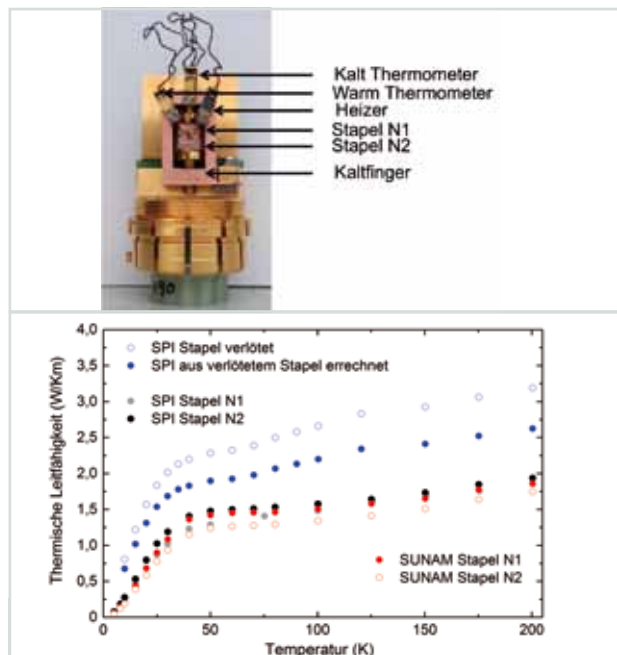 Kalt Thermometer
Warm Thermometer
Heizer
Stapel N1
Stapel N2
Kaltfinger
190
Thermische Leitfähigkeit (W/Km)
4,0
3,5
3,0
2,5
2,0
1,5
1,0
0,5
0
SPI Stapel verlötet
SPI aus verlötetem Stapel errechnet
SPI Stapel N1
SPI Stapel N2
SUNAM Stapel N1
SUNAM Stapel N2
0 50 100 150 200
Temperatur (K)